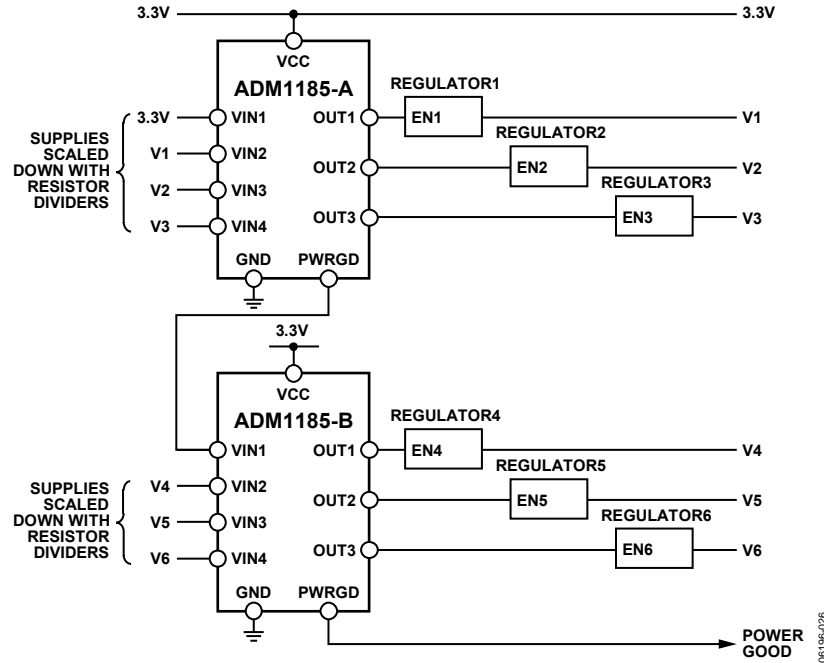 3.3V
3.3V
VCC
ADM1185-A
REGULATOR1
SUPPLIES
SCALED
DOWN WITH
RESISTOR
DIVIDERS
3.3V
VIN1
OUT1
EN1
V1
REGULATOR2
V1
VIN2
OUT2
EN2
V2
REGULATOR3
V2
VIN3
OUT3
EN3
V3
V3
VIN4
GND
PWRGD
3.3V
VCC
ADM1185-B
REGULATOR4
VIN1
OUT1
EN4
V4
REGULATOR5
SUPPLIES
SCALED
DOWN WITH
RESISTOR
DIVIDERS
V4
VIN2
OUT2
EN5
V5
REGULATOR6
V5
VIN3
OUT3
EN6
V6
V6
VIN4
GND
PWRGD
POWER
GOOD
06196-026